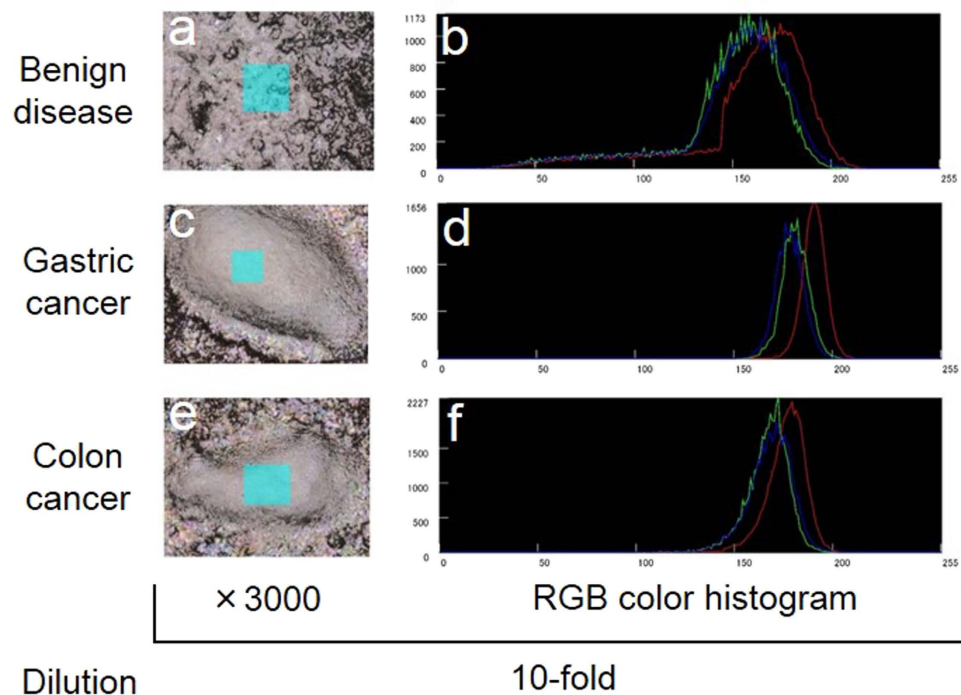 a
b
1173
1000
800
600
400
200
0
0
50
100
150
200
255
Benign
disease
c
d
1656
1000
500
0
0
50
100
150
200
255
Gastric
cancer
e
f
2227
1500
1000
500
0
0
50
100
150
200
255
Colon
cancer
× 3000
RGB color histogram
Dilution
10-fold